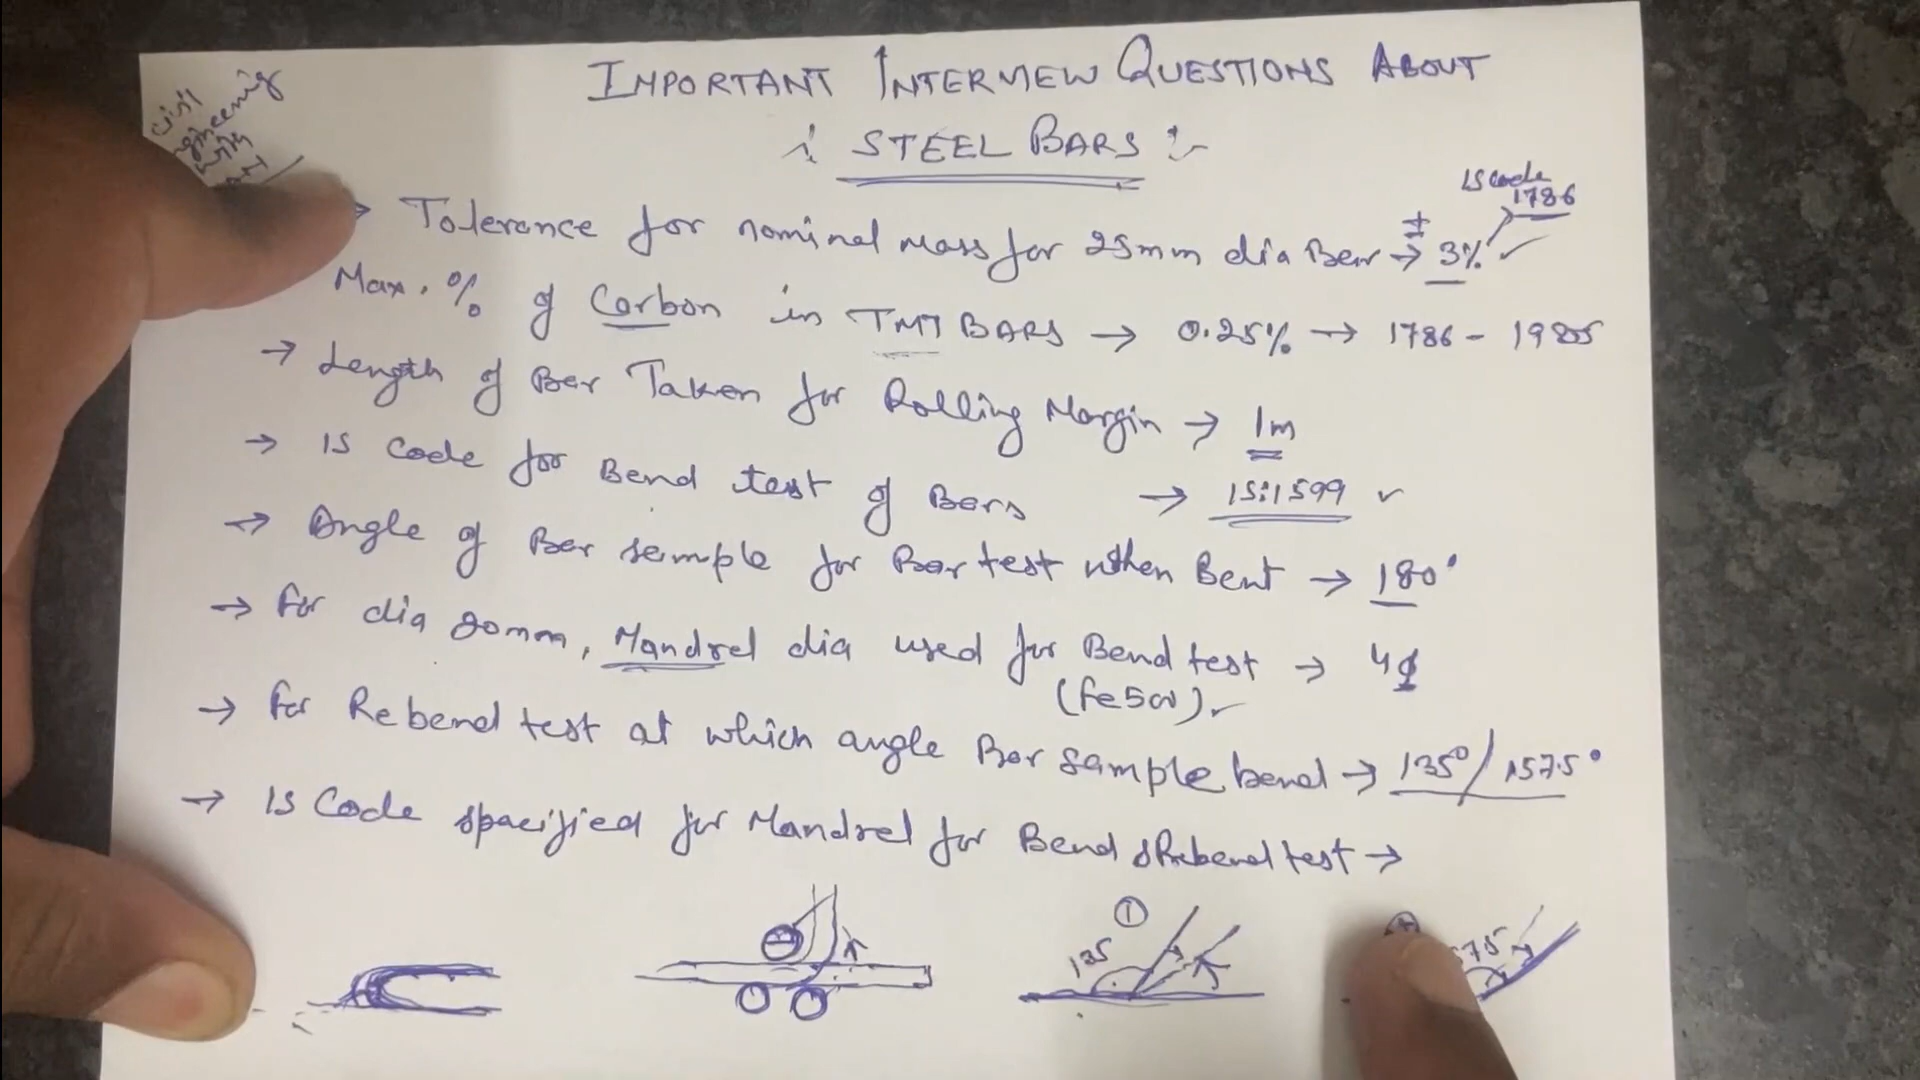 civil
IMPORTANT INTERVIEW QUESTIONS ABOUT
STEEL BARS :-
IS code
1786
→ Tolerance for nominal mass for 25mm dia Bar → ± 3% ✓
Max. % of Carbon in TMT BARS → 0.25% → 1786 - 1985
→ Length of Bar Taken for Rolling Margin → 1m
→ IS Code for Bend test of Bars → IS:1599 ✓
→ Angle of Bar sample for Bar test when Bent → 180°
→ for dia 20mm, Mandrel dia used for Bend test → 4φ
(fe500) ✓
→ for Rebend test at which angle Bar sample bend → 135°/157.5°
→ IS Code spacified for Mandrel for Bend & Rebend test →
1
135